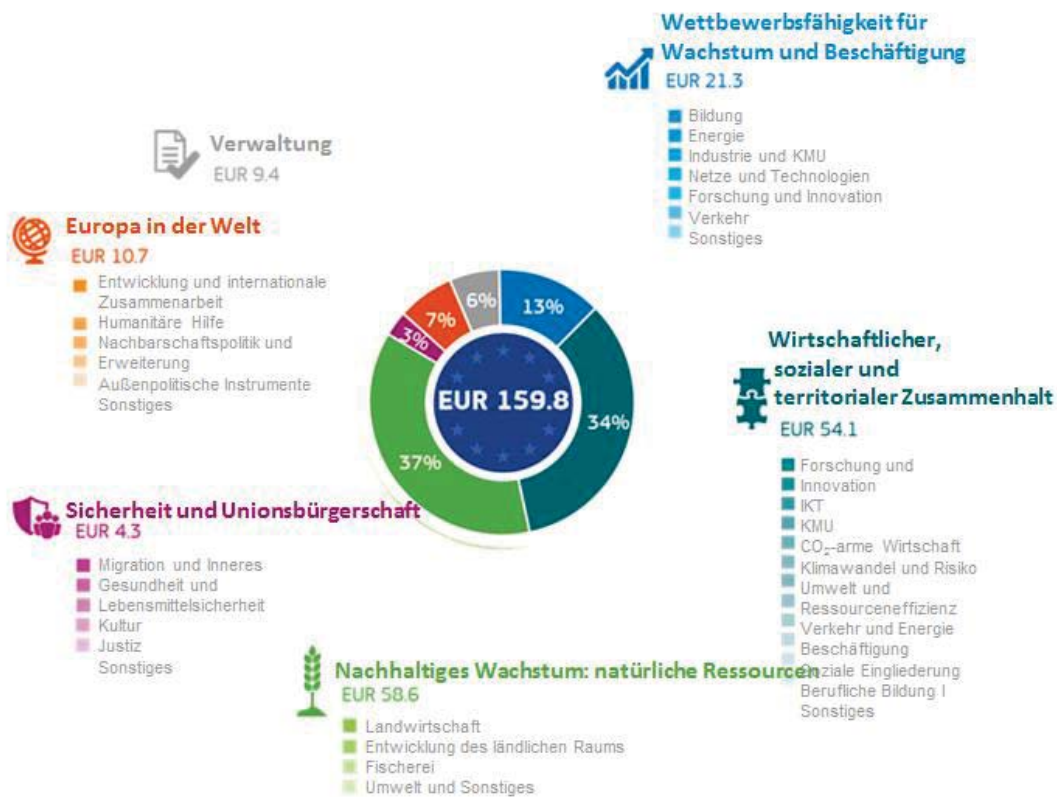 Wettbewerbsfähigkeit für
Wachstum und Beschäftigung
EUR 21.3
Bildung
Energie
Industrie und KMU
Netze und Technologien
Forschung und Innovation
Verkehr
Sonstiges
Verwaltung
EUR 9.4
Europa in der Welt
EUR 10.7
Entwicklung und internationale
Zusammenarbeit
Humanitäre Hilfe
Nachbarschaftspolitik und
Erweiterung
Außenpolitische Instrumente
Sonstiges
6%
13%
7%
3%
EUR 159.8
34%
37%
Wirtschaftlicher,
sozialer und
territorialer Zusammenhalt
EUR 54.1
Forschung und
Innovation
IKT
KMU
CO₂-arme Wirtschaft
Klimawandel und Risiko
Umwelt und
Ressourceneffizienz
Verkehr und Energie
Beschäftigung
Soziale Eingliederung
Berufliche Bildung I
Sonstiges
Sicherheit und Unionsbürgerschaft
EUR 4.3
Migration und Inneres
Gesundheit und
Lebensmittelsicherheit
Kultur
Justiz
Sonstiges
Nachhaltiges Wachstum: natürliche Ressourcen
EUR 58.6
Landwirtschaft
Entwicklung des ländlichen Raums
Fischerei
Umwelt und Sonstiges